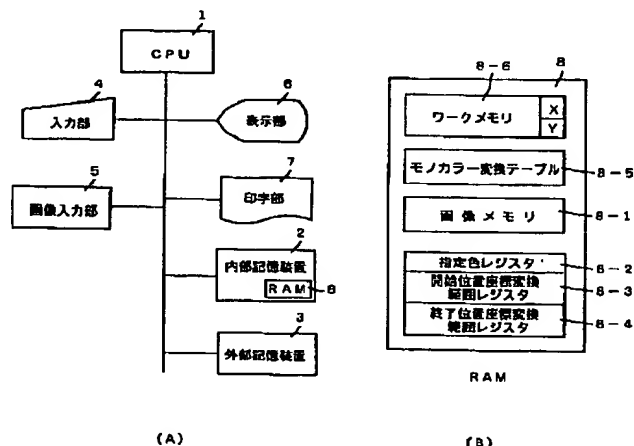 1
CPU
4
入力部
6
表示部
5
画像入力部
7
印字部
2
内部記憶装置
RAM
8
3
外部記憶装置
(A)
8-6
8
ワークメモリ
X
Y
モノカラー変換テーブル
8-5
画像メモリ
8-1
指定色レジスタ
8-2
開始位置座標変換
範囲レジスタ
8-3
終了位置座標変換
範囲レジスタ
8-4
RAM
(B)